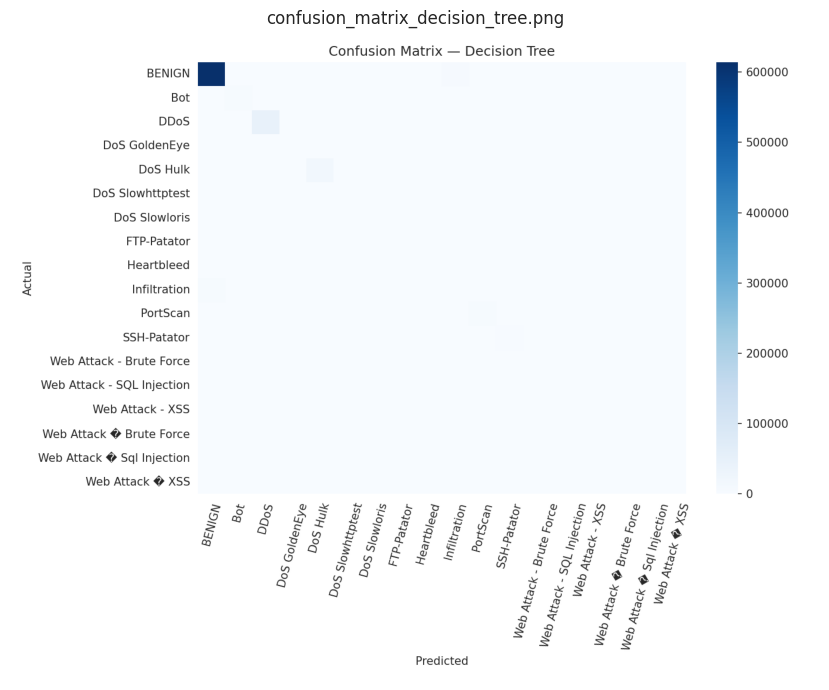 confusion_matrix_decision_tree.png
Confusion Matrix — Decision Tree
Actual
BENIGN
Bot
DDoS
DoS GoldenEye
DoS Hulk
DoS Slowhttptest
DoS Slowloris
FTP-Patator
Heartbleed
Infiltration
PortScan
SSH-Patator
Web Attack - Brute Force
Web Attack - SQL Injection
Web Attack - XSS
Web Attack � Brute Force
Web Attack � Sql Injection
Web Attack � XSS
BENIGN
Bot
DDoS
DoS GoldenEye
DoS Hulk
DoS Slowhttptest
DoS Slowloris
FTP-Patator
Heartbleed
Infiltration
PortScan
SSH-Patator
Web Attack - Brute Force
Web Attack - SQL Injection
Web Attack - XSS
Web Attack � Brute Force
Web Attack � Sql Injection
Web Attack � XSS
Predicted
600000
500000
400000
300000
200000
100000
0